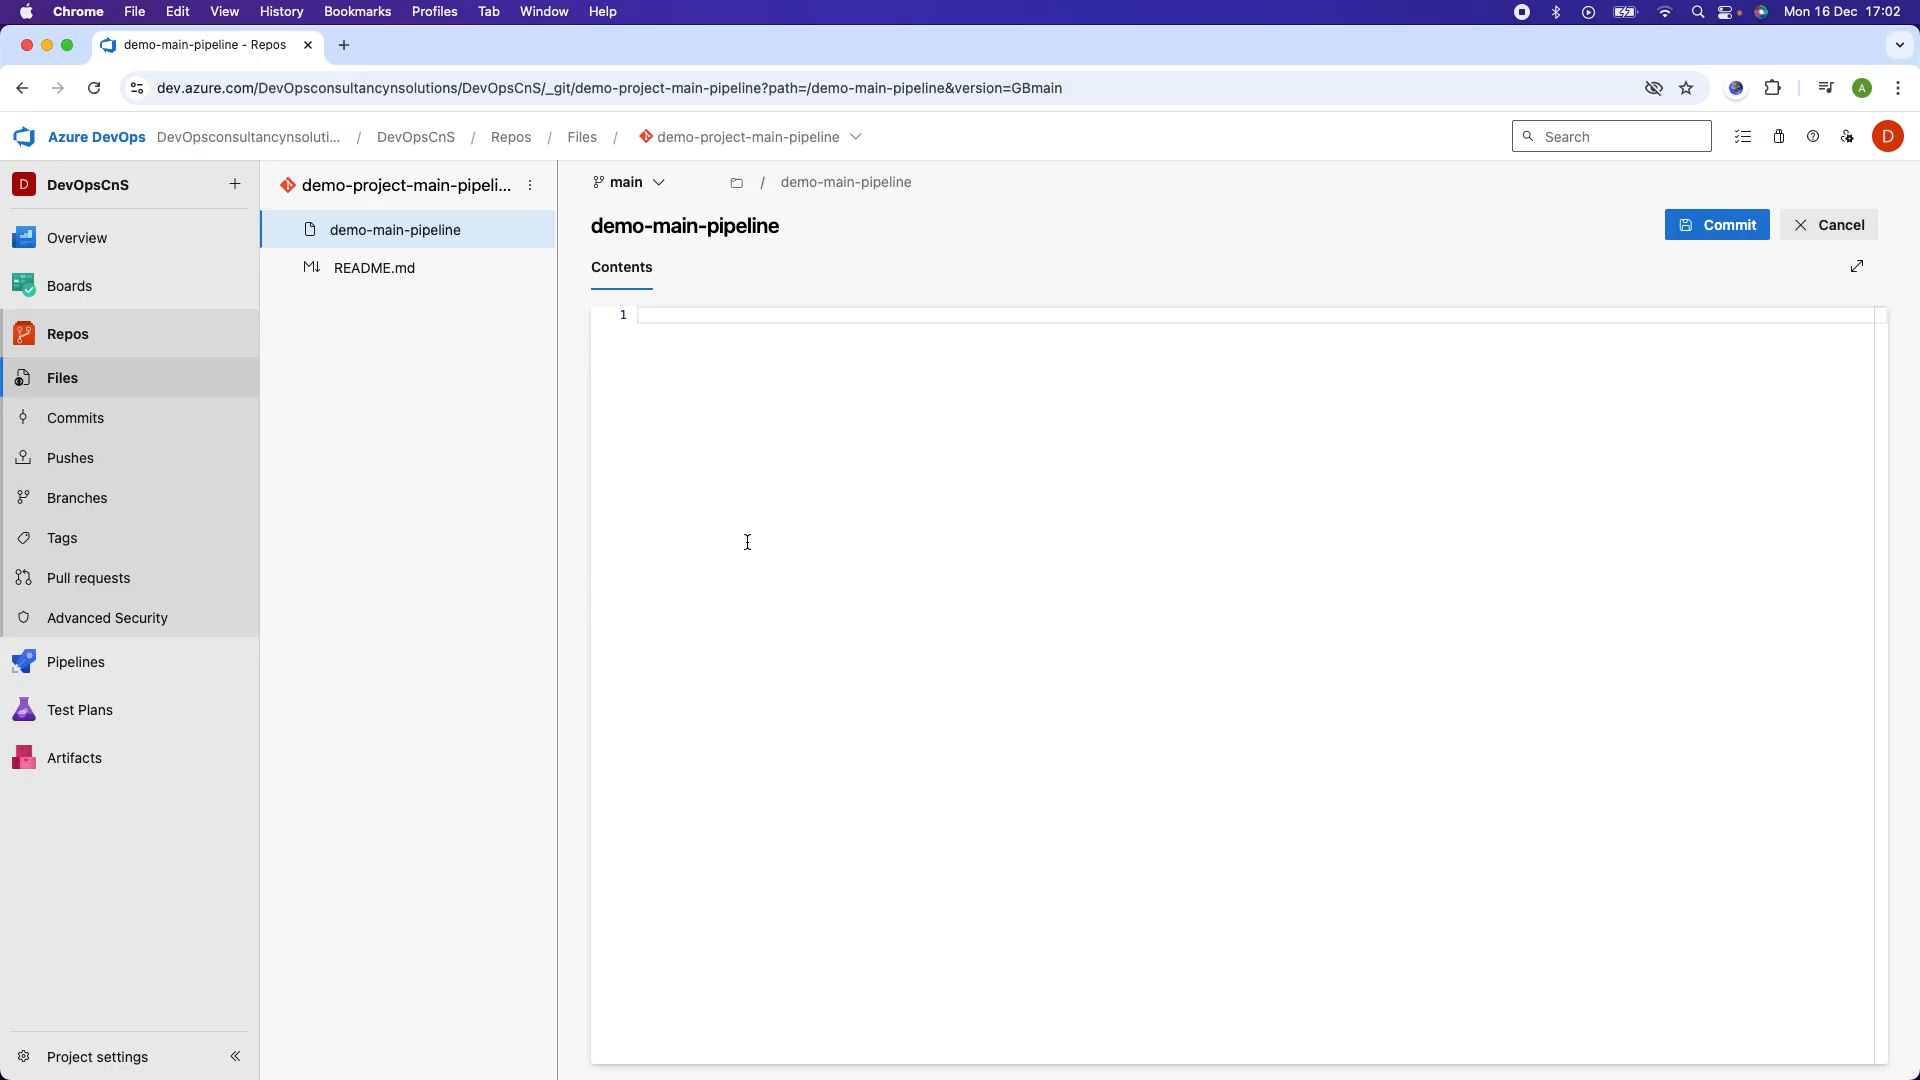 Chrome File Edit View History Bookmarks Profiles Tab Window Help Mon 16 Dec 17:02
demo-main-pipeline - Repos
dev.azure.com/DevOpsconsultancynsolutions/DevOpsCnS/_git/demo-project-main-pipeline?path=/demo-main-pipeline&version=GBmain A
Azure DevOps DevOpsconsultancynsoluti... / DevOpsCnS / Repos / Files / demo-project-main-pipeline Search D
D DevOpsCnS +
Overview
Boards
Repos
Files
Commits
Pushes
Branches
Tags
Pull requests
Advanced Security
Pipelines
Test Plans
Artifacts
Project settings
demo-project-main-pipeli...
demo-main-pipeline
README.md
main / demo-main-pipeline
demo-main-pipeline
Commit Cancel
Contents
1